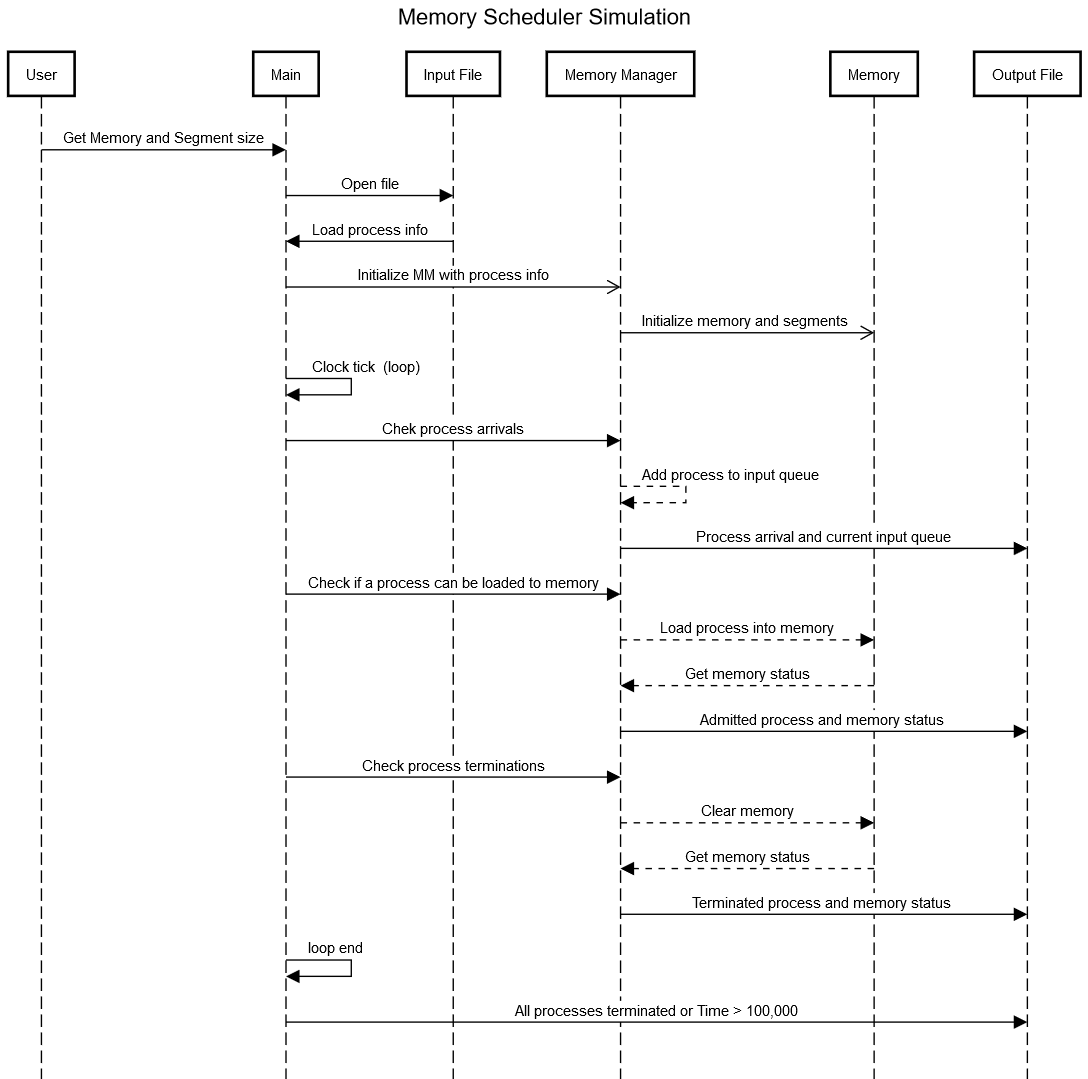 Memory Scheduler Simulation
User
Main
Input File
Memory Manager
Memory
Output File
Get Memory and Segment size
Open file
Load process info
Initialize MM with process info
Initialize memory and segments
Clock tick  (loop)
Chek process arrivals
Add process to input queue
Process arrival and current input queue
Check if a process can be loaded to memory
Load process into memory
Get memory status
Admitted process and memory status
Check process terminations
Clear memory
Get memory status
Terminated process and memory status
loop end
All processes terminated or Time > 100,000